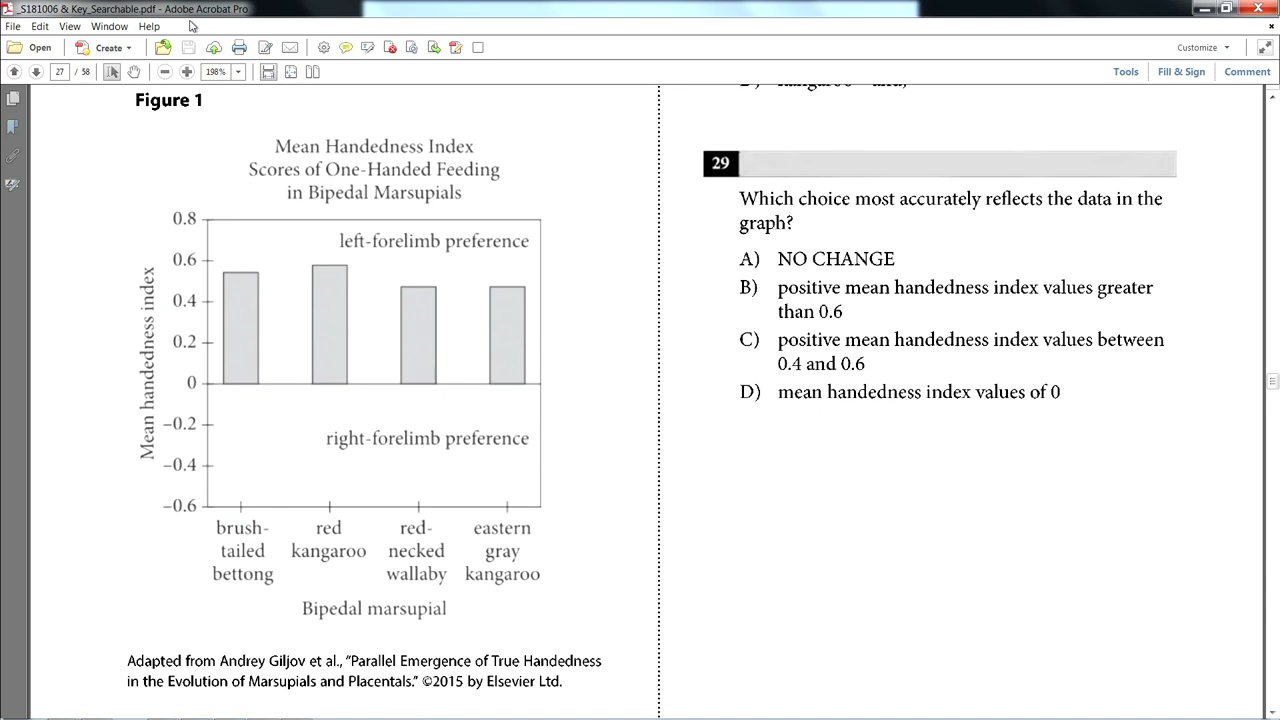 _S181006 & Key_Searchable.pdf - Adobe Acrobat Pro
File Edit View Window Help
Open Create Customize
27 / 58 198% Tools Fill & Sign Comment
Figure 1
Mean Handedness Index
Scores of One-Handed Feeding
in Bipedal Marsupials
0.8
left-forelimb preference
0.6
0.4
0.2
0
−0.2
right-forelimb preference
−0.4
−0.6
Mean handedness index
brush-
tailed
bettong
red
kangaroo
red-
necked
wallaby
eastern
gray
kangaroo
Bipedal marsupial
Adapted from Andrey Giljov et al., “Parallel Emergence of True Handedness
in the Evolution of Marsupials and Placentals.” ©2015 by Elsevier Ltd.
29
Which choice most accurately reflects the data in the
graph?
A) NO CHANGE
B) positive mean handedness index values greater
than 0.6
C) positive mean handedness index values between
0.4 and 0.6
D) mean handedness index values of 0